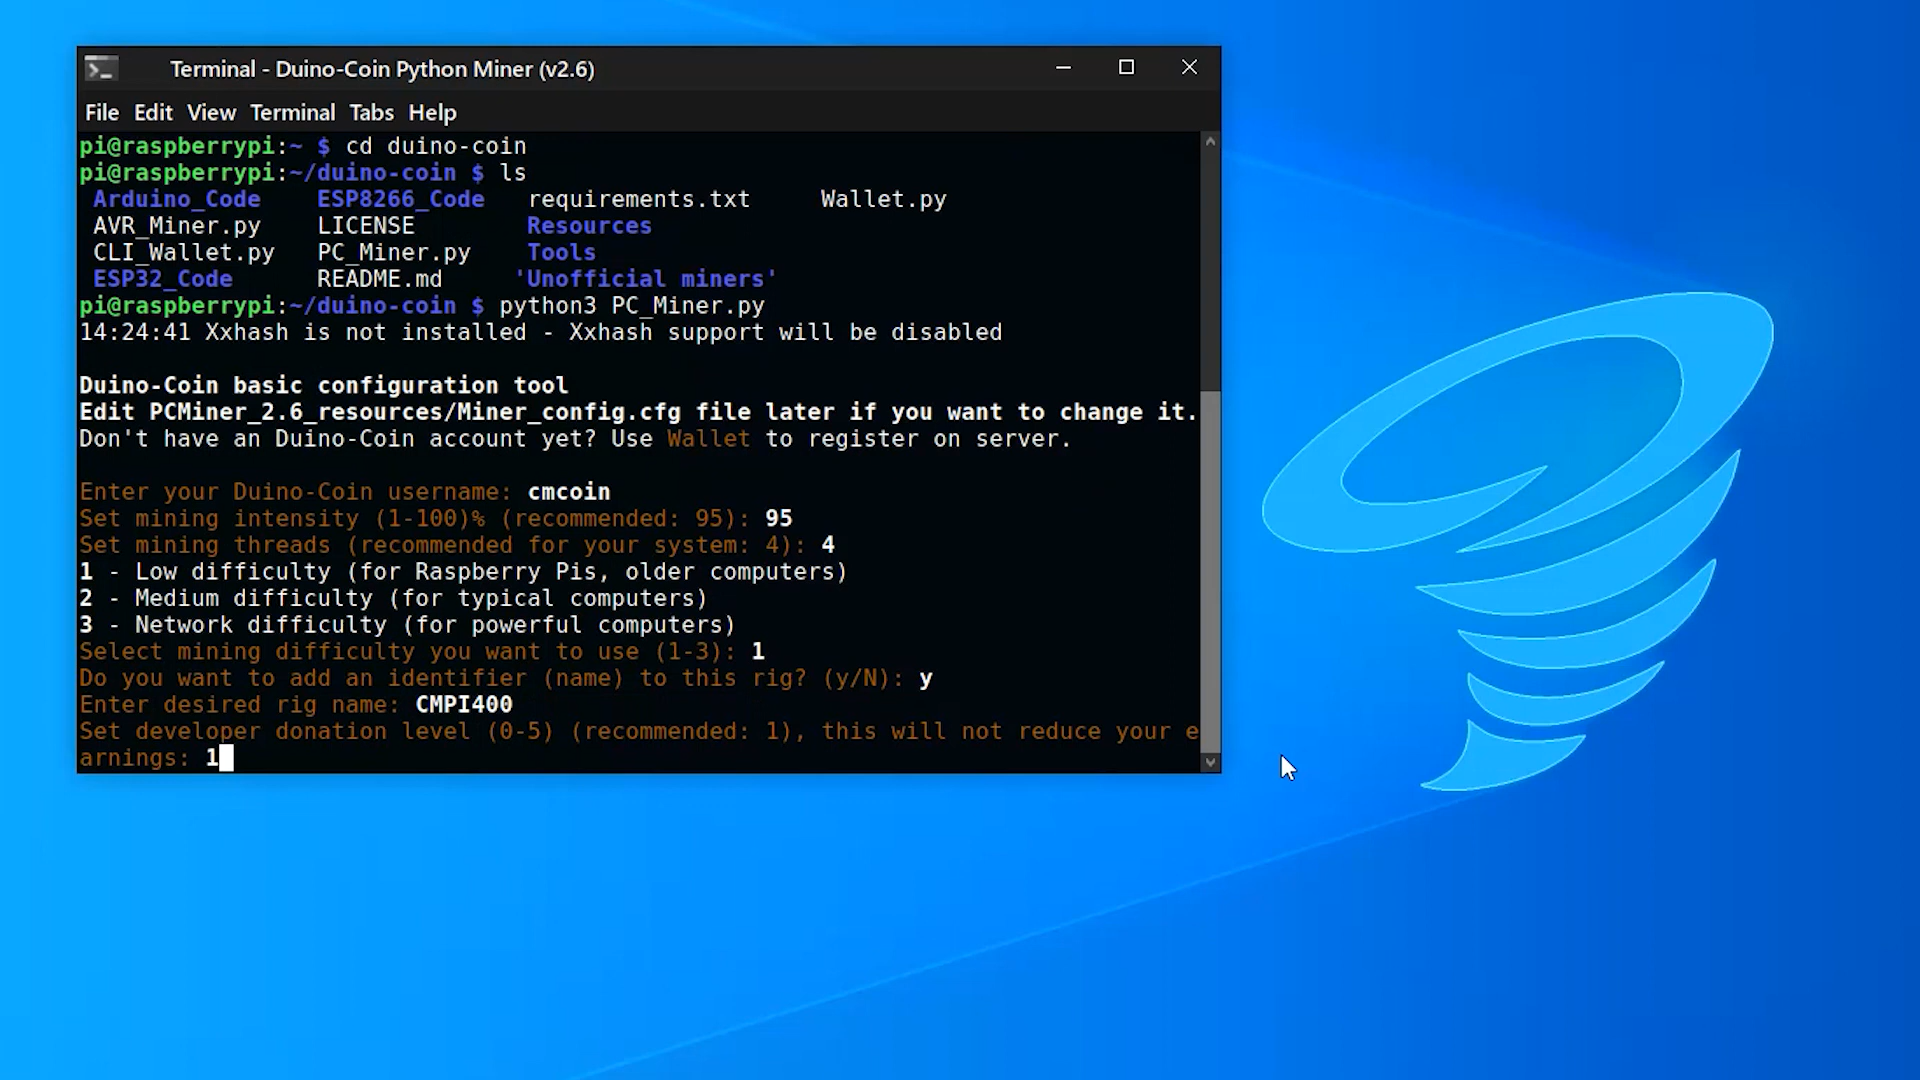 Terminal - Duino-Coin Python Miner (v2.6)
File Edit View Terminal Tabs Help
pi@raspberrypi:~ $ cd duino-coin
pi@raspberrypi:~/duino-coin $ ls
Arduino_Code ESP8266_Code requirements.txt Wallet.py
AVR_Miner.py LICENSE Resources
CLI_Wallet.py PC_Miner.py Tools
ESP32_Code README.md 'Unofficial miners'
pi@raspberrypi:~/duino-coin $ python3 PC_Miner.py
14:24:41 Xxhash is not installed - Xxhash support will be disabled
Duino-Coin basic configuration tool
Edit PCMiner_2.6_resources/Miner_config.cfg file later if you want to change it.
Don't have an Duino-Coin account yet? Use Wallet to register on server.
Enter your Duino-Coin username: cmcoin
Set mining intensity (1-100)% (recommended: 95): 95
Set mining threads (recommended for your system: 4): 4
1 - Low difficulty (for Raspberry Pis, older computers)
2 - Medium difficulty (for typical computers)
3 - Network difficulty (for powerful computers)
Select mining difficulty you want to use (1-3): 1
Do you want to add an identifier (name) to this rig? (y/N): y
Enter desired rig name: CMPI400
Set developer donation level (0-5) (recommended: 1), this will not reduce your e
arnings: 1